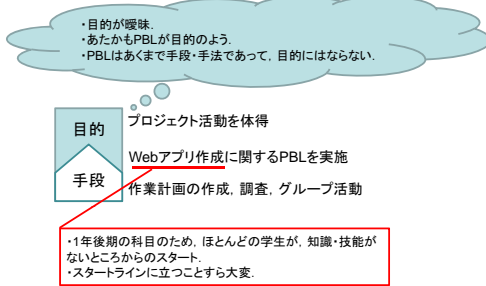 ・目的が曖昧.
・あたかもPBLが目的のよう.
・PBLはあくまで手段・手法であって, 目的にはならない.
目的
プロジェクト活動を体得
Webアプリ作成に関するPBLを実施
手段
作業計画の作成, 調査, グループ活動
・1年後期の科目のため, ほとんどの学生が, 知識・技能が
ないところからのスタート.
・スタートラインに立つことすら大変.